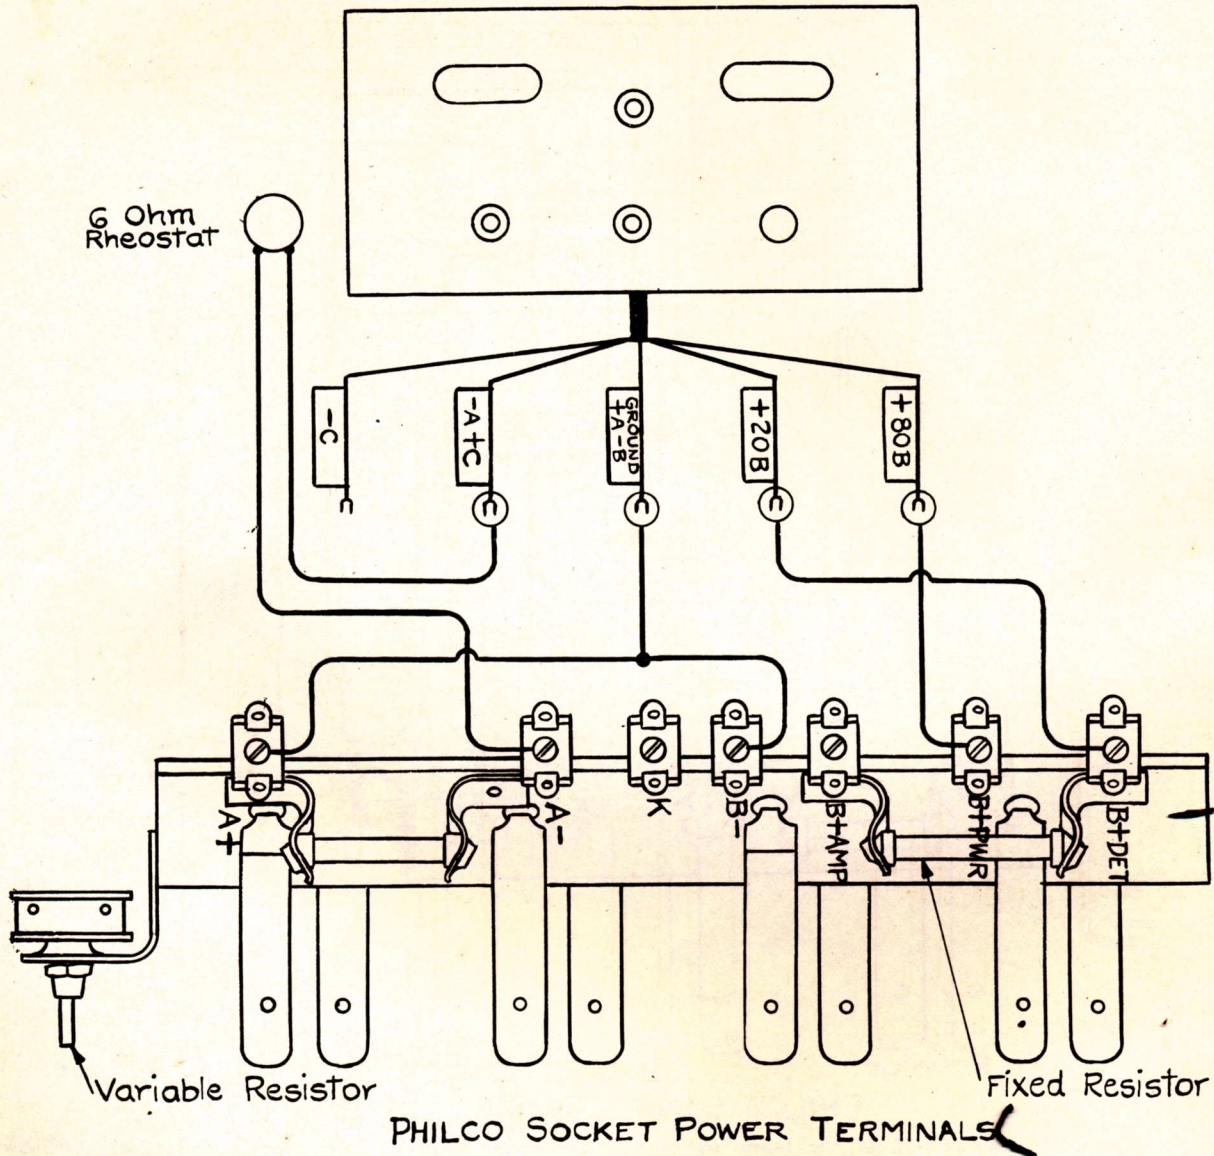 6 Ohm
Rheostat
-C
-A+C
GROUND
+A-B
+20B
+80B
A+
A-
K
B-
B+AMP
B+PWR
B+DET
Variable Resistor
Fixed Resistor
PHILCO SOCKET POWER TERMINALS